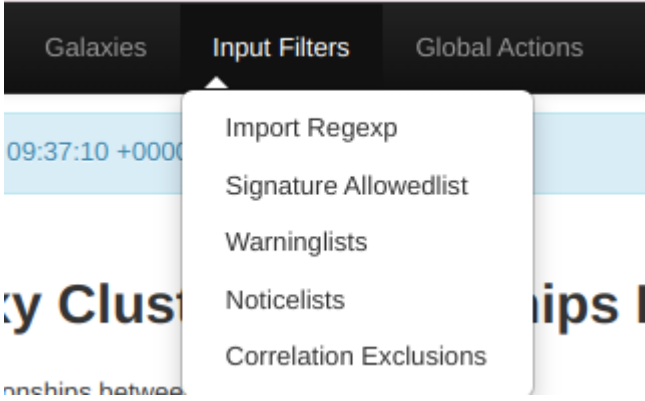 Galaxies Input Filters Global Actions
Import Regexp
09:37:10 +000
Signature Allowedlist
Warninglists
Noticelists
Correlation Exclusions